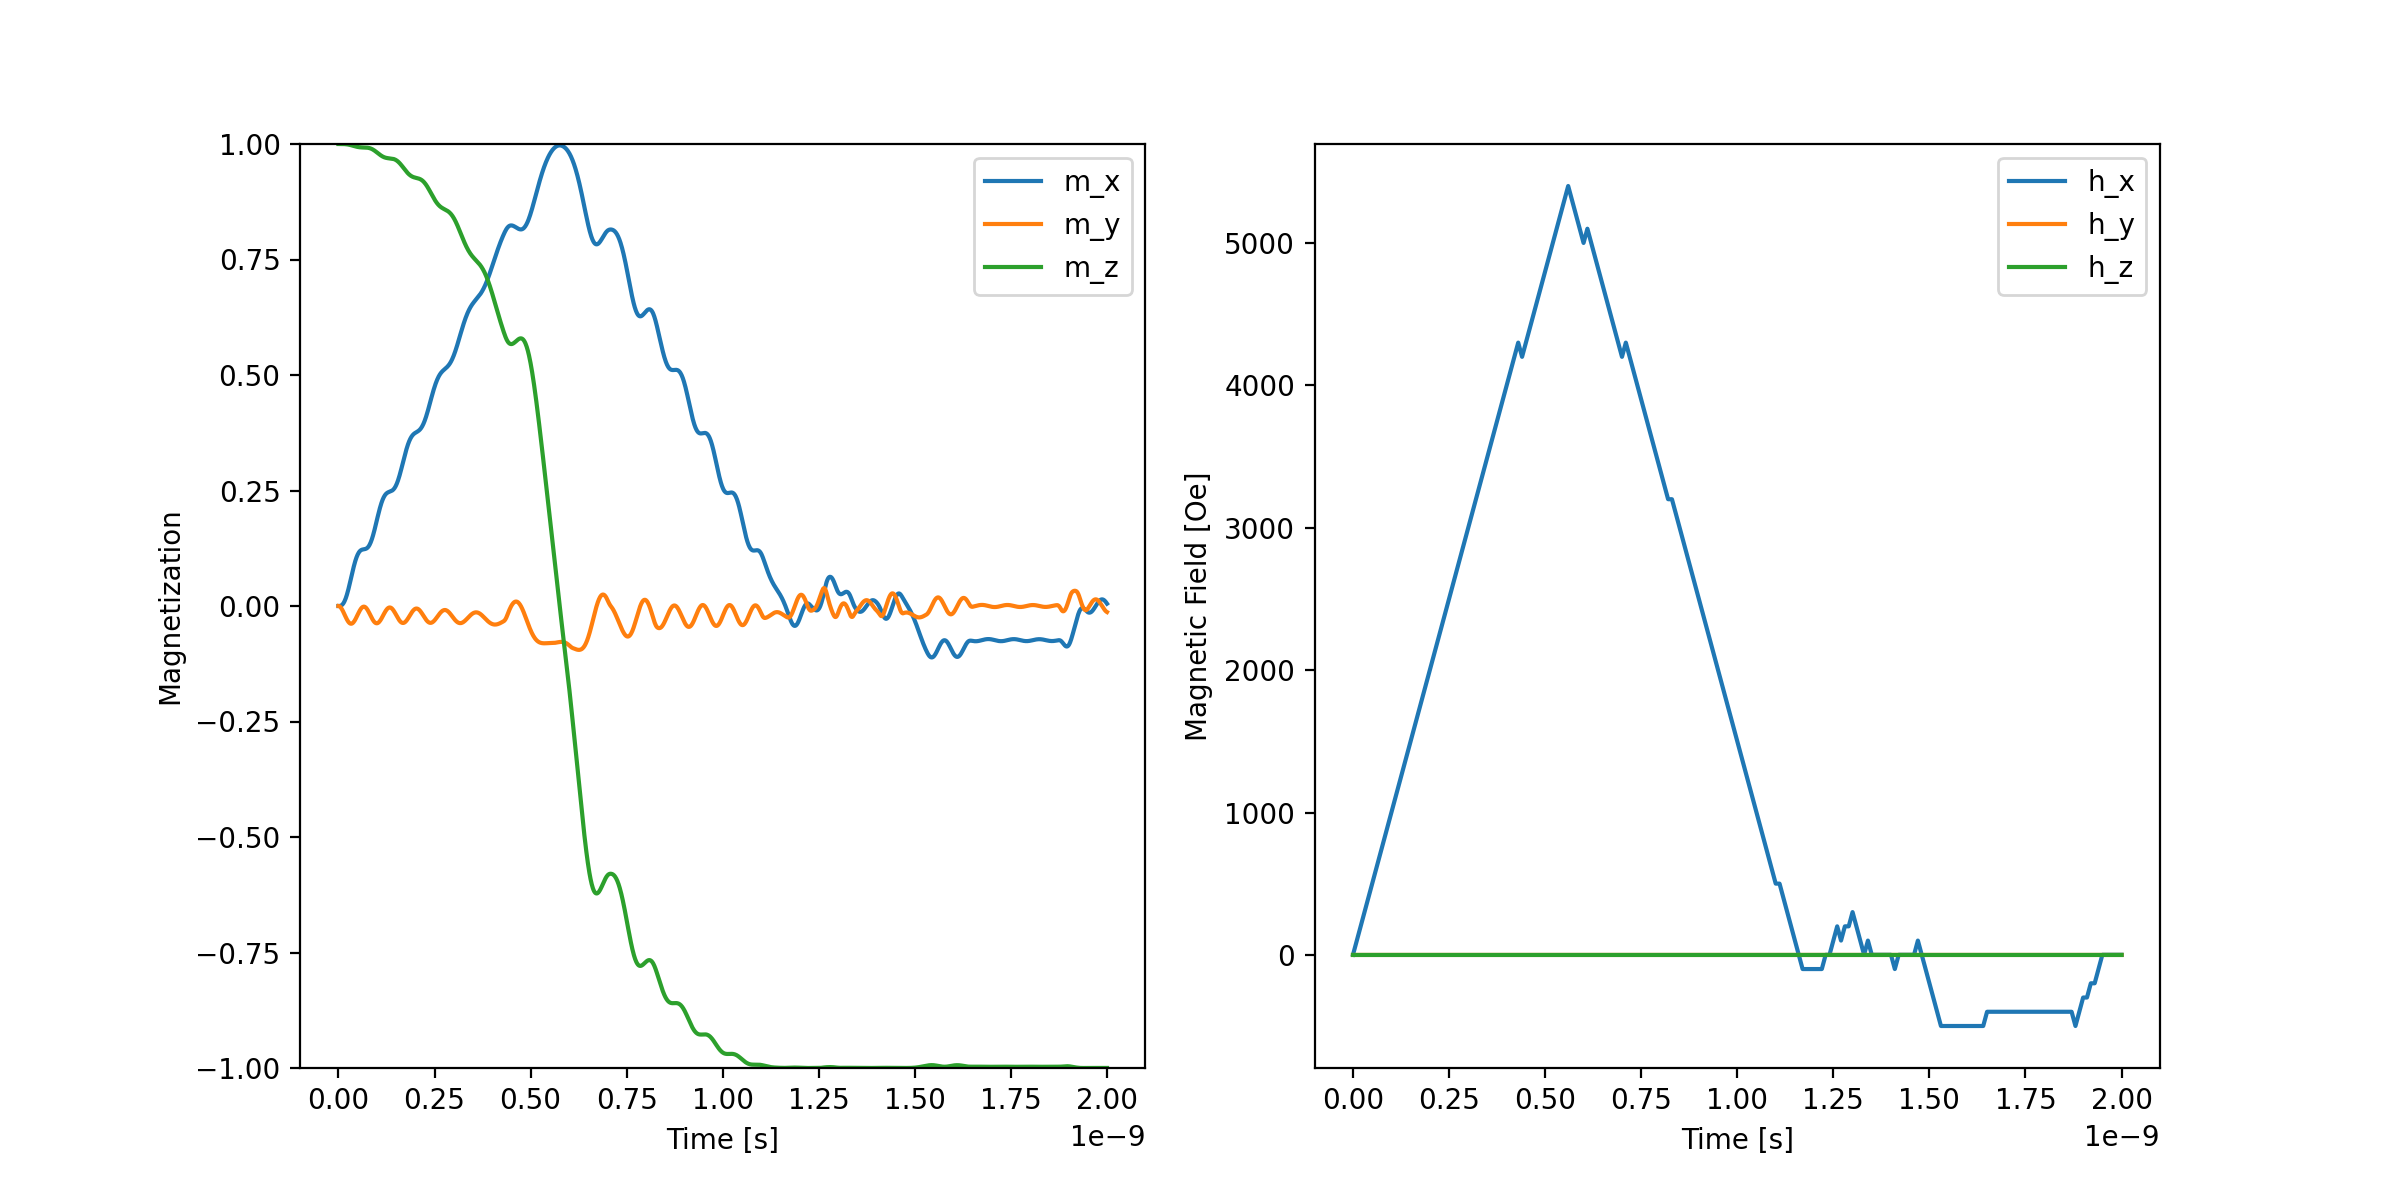 1.00
0.75
0.50
0.25
0.00
−0.25
−0.50
−0.75
−1.00
Magnetization
m_x
m_y
m_z
0.00 0.25 0.50 0.75 1.00 1.25 1.50 1.75 2.00
Time [s]
1e−9
5000
4000
3000
2000
1000
0
Magnetic Field [Oe]
h_x
h_y
h_z
0.00 0.25 0.50 0.75 1.00 1.25 1.50 1.75 2.00
Time [s]
1e−9